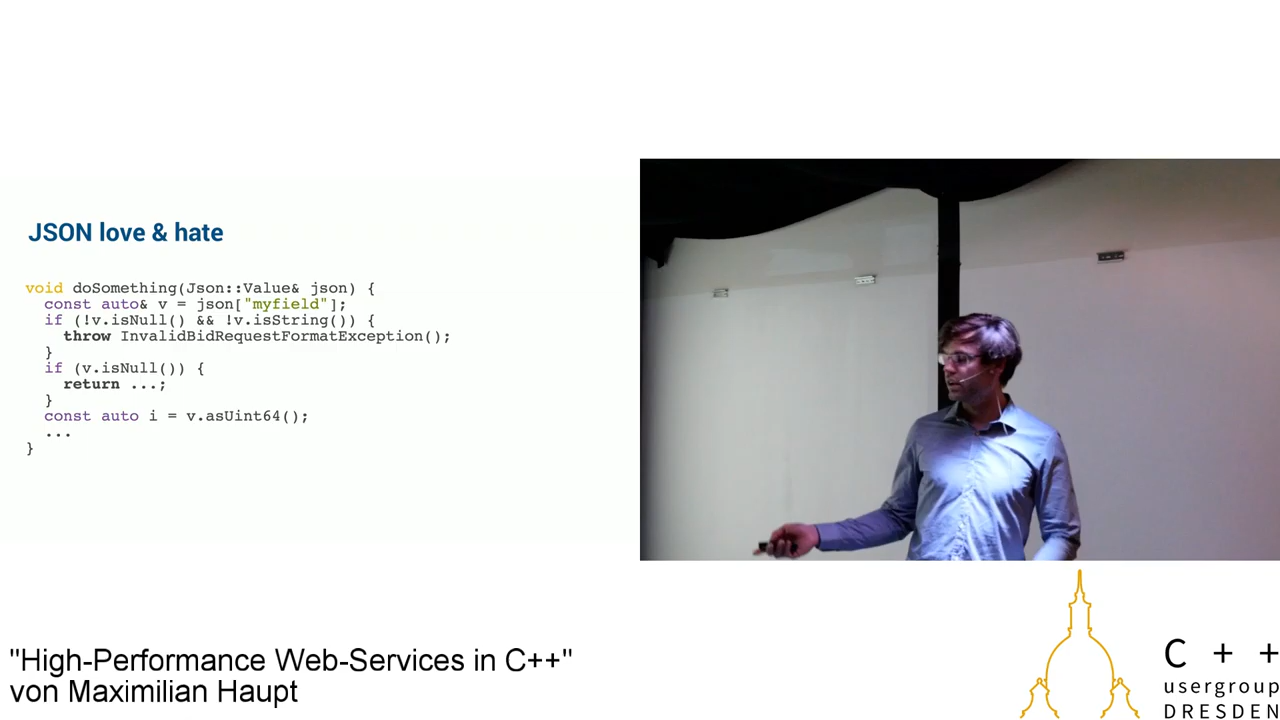 JSON love & hate
void doSomething(Json::Value& json) {
  const auto& v = json["myfield"];
  if (!v.isNull() && !v.isString()) {
    throw InvalidBidRequestFormatException();
  }
  if (v.isNull()) {
    return ...;
  }
  const auto i = v.asUint64();
  ...
}
"High-Performance Web-Services in C++"
von Maximilian Haupt
C + +
usergroup
DRESDEN